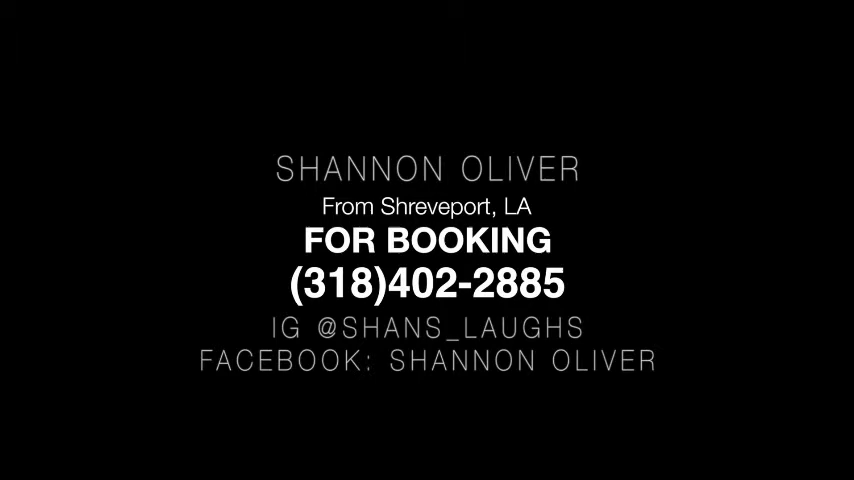 SHANNON OLIVER
From Shreveport, LA
FOR BOOKING
(318)402-2885
IG @SHANS_LAUGHS
FACEBOOK: SHANNON OLIVER